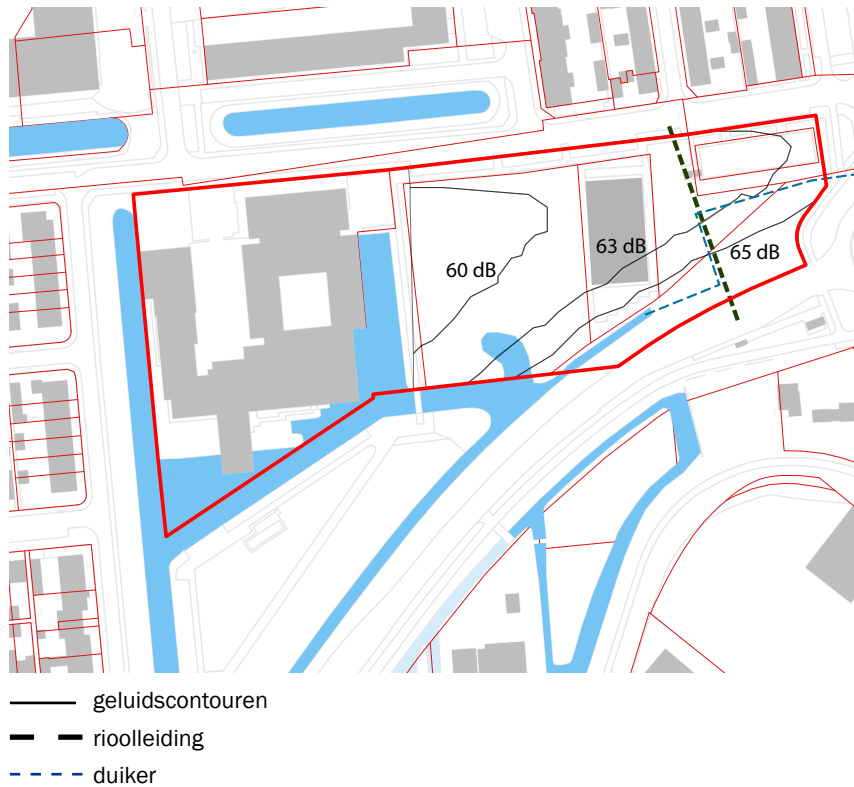 60 dB
63 dB
65 dB
geluidscontouren
rioolleiding
duiker